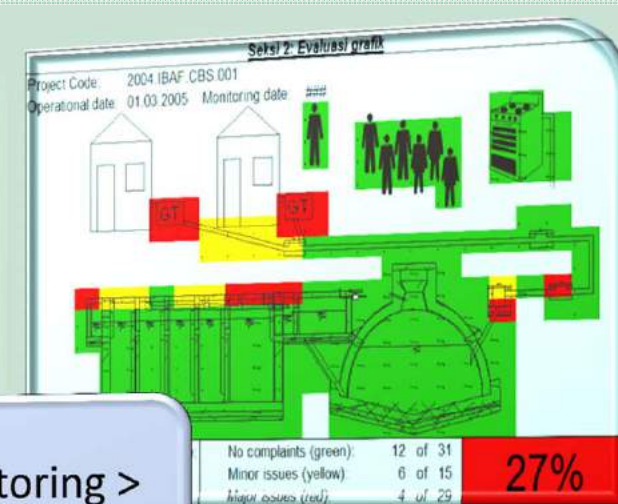 Seksi 2: Evaluasi grafik
Project Code: 2004.IBAF.CBS.001
Operational date: 01.03.2005 Monitoring date: ###
GT GT
No complaints (green): 12 of 31
Minor issues (yellow): 6 of 15
Major issues (red): 4 of 29
27%
toring >